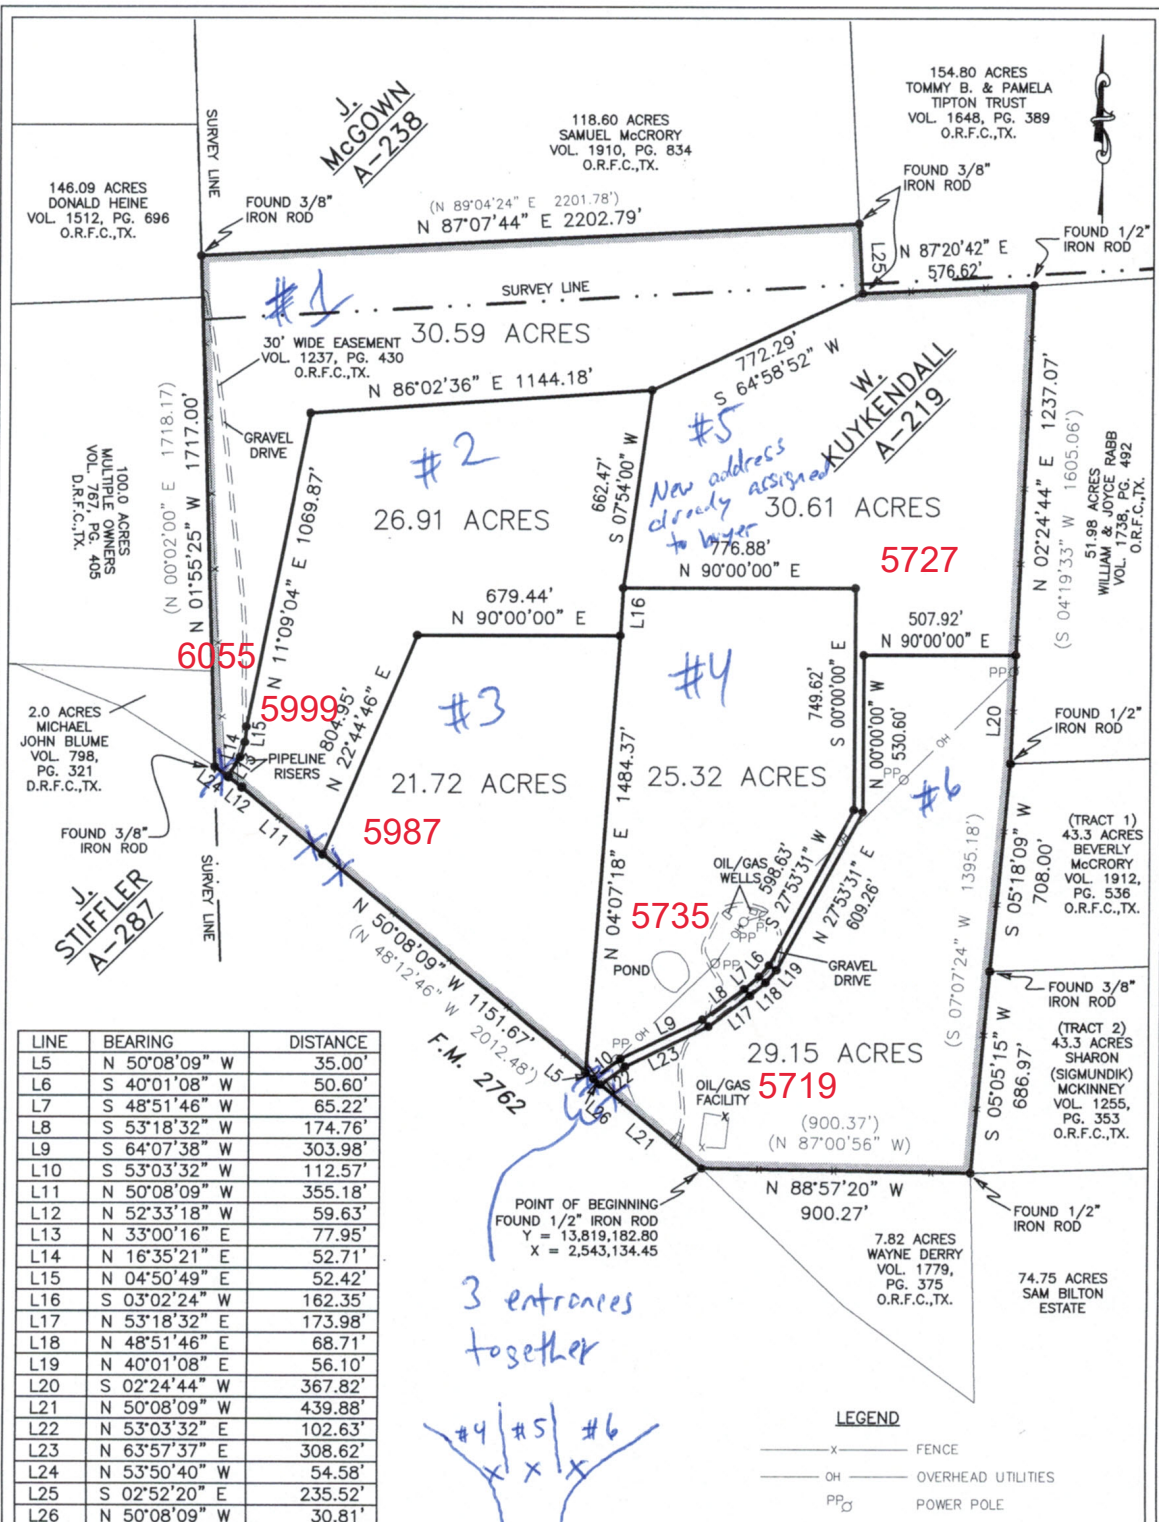 J.
McGOWN
A-238
SURVEY LINE
118.60 ACRES
SAMUEL McCRORY
VOL. 1910, PG. 834
O.R.F.C.,TX.
154.80 ACRES
TOMMY B. & PAMELA
TIPTON TRUST
VOL. 1648, PG. 389
O.R.F.C.,TX.
146.09 ACRES
DONALD HEINE
VOL. 1512, PG. 696
O.R.F.C.,TX.
FOUND 3/8"
IRON ROD
(N 89°04'24" E 2201.78')
N 87°07'44" E 2202.79'
FOUND 3/8"
IRON ROD
FOUND 1/2"
IRON ROD
L25
N 87°20'42" E
576.62'
#1
SURVEY LINE
30.59 ACRES
30' WIDE EASEMENT
VOL. 1237, PG. 430
O.R.F.C.,TX.
N 86°02'36" E 1144.18'
772.29'
S 64°58'52" W
W.
KUYKENDALL
A-219
GRAVEL
DRIVE
(N 00°02'00" E 1718.17')
N 01°55'25" W 1717.00'
100.0 ACRES
MULTIPLE OWNERS
VOL. 767, PG. 405
D.R.F.C.,TX.
N 11°09'04" E 1069.87'
#2
26.91 ACRES
662.47'
S 07°54'00" W
#5
New address
already assigned
to buyer
30.61 ACRES
776.88'
N 90°00'00" E
5727
N 02°24'44" E 1237.07'
(S 04°19'33" W 1605.06')
51.98 ACRES
WILLIAM & JOYCE RABB
VOL. 1738, PG. 492
O.R.F.C.,TX.
679.44'
N 90°00'00" E
L16
507.92'
N 90°00'00" E
6055
5999
804.95'
N 22°44'46" E
#3
21.72 ACRES
5987
#4
25.32 ACRES
749.62'
S 00°00'00" E
N 00°00'00" W
530.60'
PP
OH
PP
L20
#6
FOUND 1/2"
IRON ROD
2.0 ACRES
MICHAEL
JOHN BLUME
VOL. 798,
PG. 321
D.R.F.C.,TX.
L14
L15
L13
PIPELINE
RISERS
L24
L12
L11
FOUND 3/8"
IRON ROD
SURVEY LINE
J.
STIFFLER
A-287
N 04°07'18" E 1484.37'
OIL/GAS
WELLS
598.63'
S 27°53'31" W
N 27°53'31" E
609.26'
5735
OH
PP
PP
POND
GRAVEL
DRIVE
L6
L7
L8
L9
L19
L18
L17
L23
PP
OH
(S 07°07'24" W 1395.18')
S 05°18'09" W
708.00'
(TRACT 1)
43.3 ACRES
BEVERLY
McCRORY
VOL. 1912,
PG. 536
O.R.F.C.,TX.
FOUND 3/8"
IRON ROD
N 50°08'09" W 1151.67'
(N 48°12'46" W 2012.48')
F.M. 2762
L5
L10
L22
L26
L21
29.15 ACRES
OIL/GAS
FACILITY
5719
(900.37')
(N 87°00'56" W)
S 05°05'15" W
686.97'
(TRACT 2)
43.3 ACRES
SHARON
(SIGMUNDIK)
MCKINNEY
VOL. 1255,
PG. 353
O.R.F.C.,TX.
N 88°57'20" W
900.27'
POINT OF BEGINNING
FOUND 1/2" IRON ROD
Y = 13,819,182.80
X = 2,543,134.45
FOUND 1/2"
IRON ROD
7.82 ACRES
WAYNE DERRY
VOL. 1779,
PG. 375
O.R.F.C.,TX.
74.75 ACRES
SAM BILTON
ESTATE
3 entrances
together
#4 #5 #6
LINE BEARING DISTANCE
L5 N 50°08'09" W 35.00'
L6 S 40°01'08" W 50.60'
L7 S 48°51'46" W 65.22'
L8 S 53°18'32" W 174.76'
L9 S 64°07'38" W 303.98'
L10 S 53°03'32" W 112.57'
L11 N 50°08'09" W 355.18'
L12 N 52°33'18" W 59.63'
L13 N 33°00'16" E 77.95'
L14 N 16°35'21" E 52.71'
L15 N 04°50'49" E 52.42'
L16 S 03°02'24" W 162.35'
L17 N 53°18'32" E 173.98'
L18 N 48°51'46" E 68.71'
L19 N 40°01'08" E 56.10'
L20 S 02°24'44" W 367.82'
L21 N 50°08'09" W 439.88'
L22 N 53°03'32" E 102.63'
L23 N 63°57'37" E 308.62'
L24 N 53°50'40" W 54.58'
L25 S 02°52'20" E 235.52'
L26 N 50°08'09" W 30.81'
LEGEND
x FENCE
OH OVERHEAD UTILITIES
PP POWER POLE